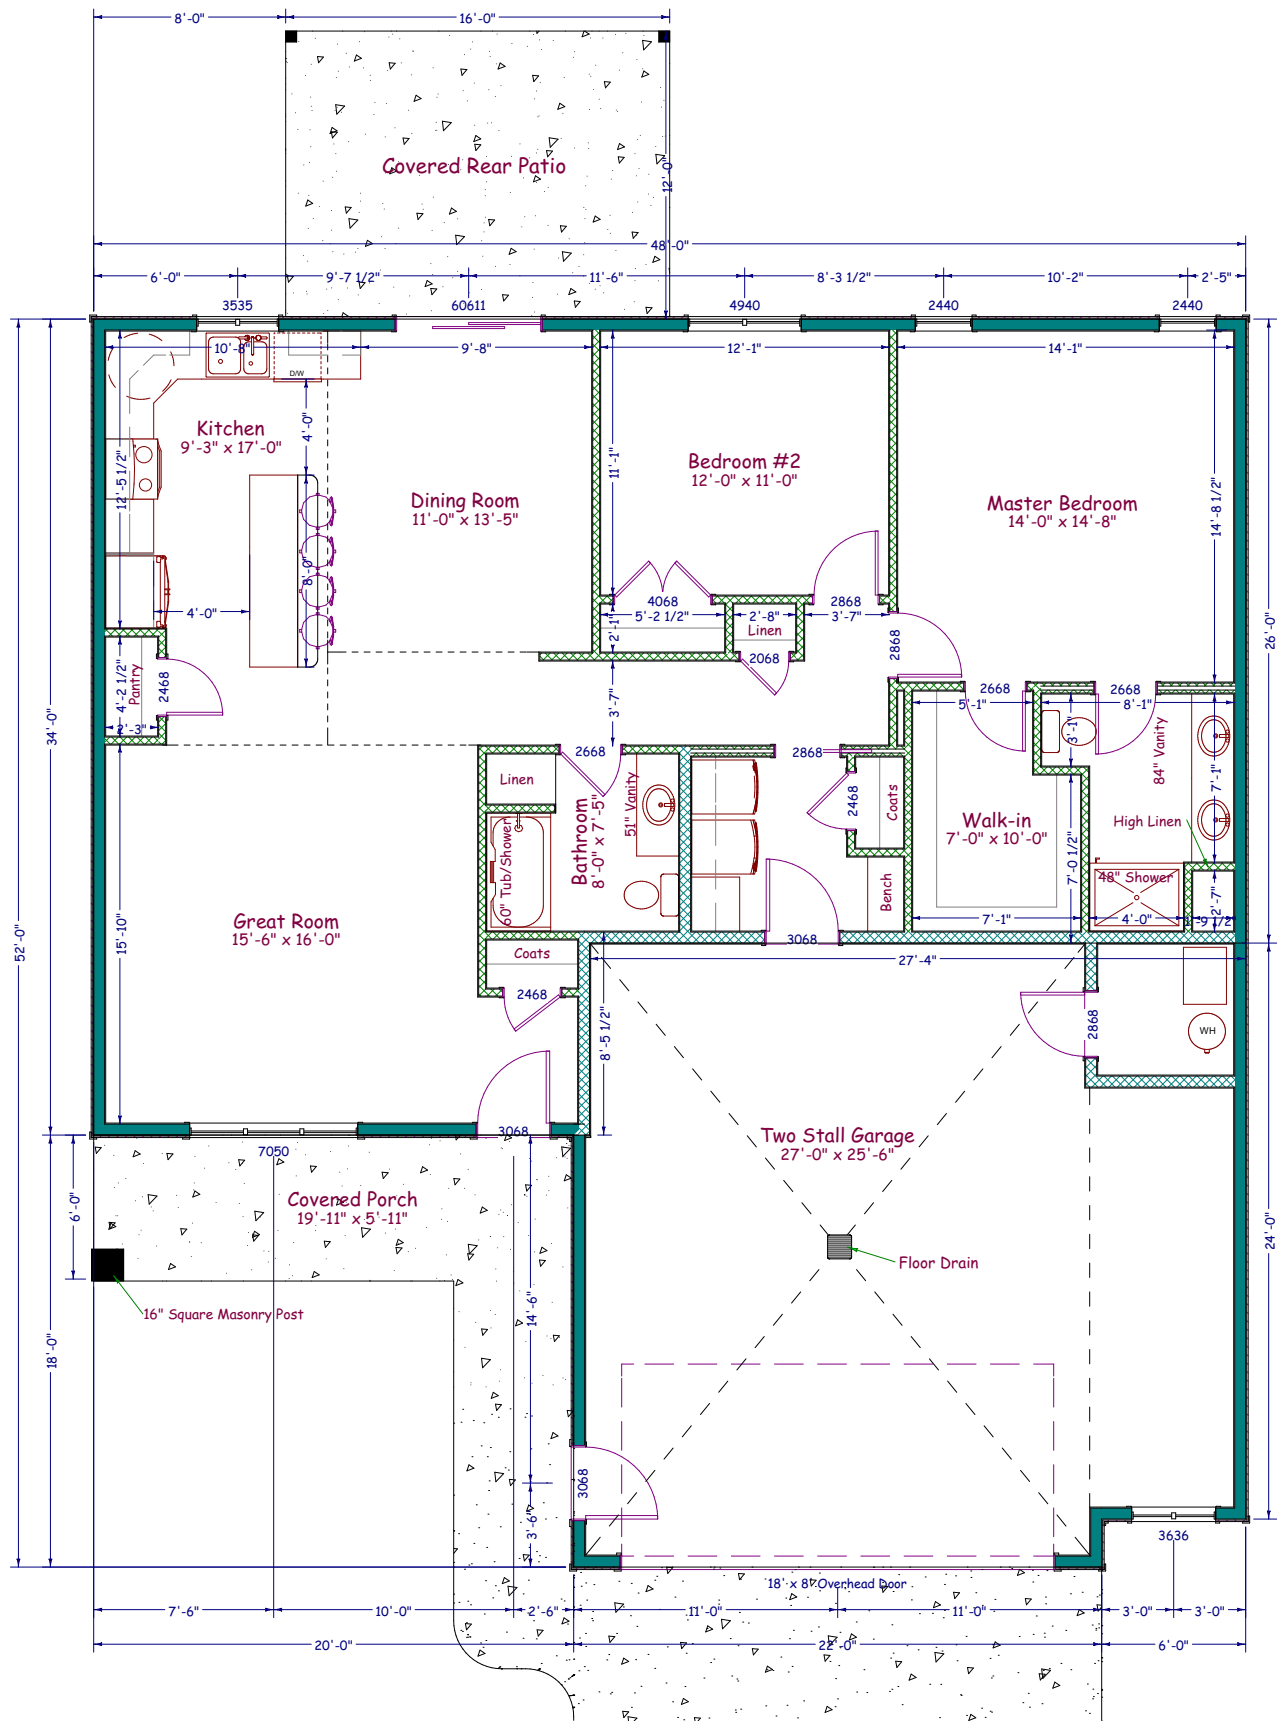 8'-0"
16'-0"
Covered Rear Patio
12'-0"
48'-0"
6'-0"
9'-7 1/2"
11'-6"
8'-3 1/2"
10'-2"
2'-5"
3535
60611
4940
2440
2440
10'-8"
9'-8"
12'-1"
14'-1"
D/W
Kitchen
9'-3" x 17'-0"
4'-0"
12'-5 1/2"
11'-1"
Bedroom #2
12'-0" x 11'-0"
Dining Room
11'-0" x 13'-5"
Master Bedroom
14'-0" x 14'-8"
14'-8 1/2"
8'-0"
4'-0"
4068
5'-2 1/2"
2'-1"
2'-8"
Linen
2868
3'-7"
2068
2868
26'-0"
34'-0"
52'-0"
4'-2 1/2"
Pantry
2468
2'-3"
3'-7"
2668
5'-1"
2668
8'-1"
3'-1"
84" Vanity
7'-1"
2668
2868
Linen
51" Vanity
Bathroom
8'-0" x 7'-5"
60" Tub/Shower
2468
Coats
Bench
Walk-in
7'-0" x 10'-0"
7'-0 1/2"
High Linen
48" Shower
2'-7"
7'-1"
4'-0"
1'-9 1/2"
Great Room
15'-6" x 16'-0"
15'-10"
Coats
3068
27'-4"
2468
8'-5 1/2"
2868
WH
3068
7050
Two Stall Garage
27'-0" x 25'-6"
Covered Porch
19'-11" x 5'-11"
6'-0"
Floor Drain
16" Square Masonry Post
24'-0"
18'-0"
14'-6"
3068
3'-6"
3636
18' x 8' Overhead Door
7'-6"
10'-0"
2'-6"
11'-0"
11'-0"
3'-0"
3'-0"
20'-0"
22'-0"
6'-0"